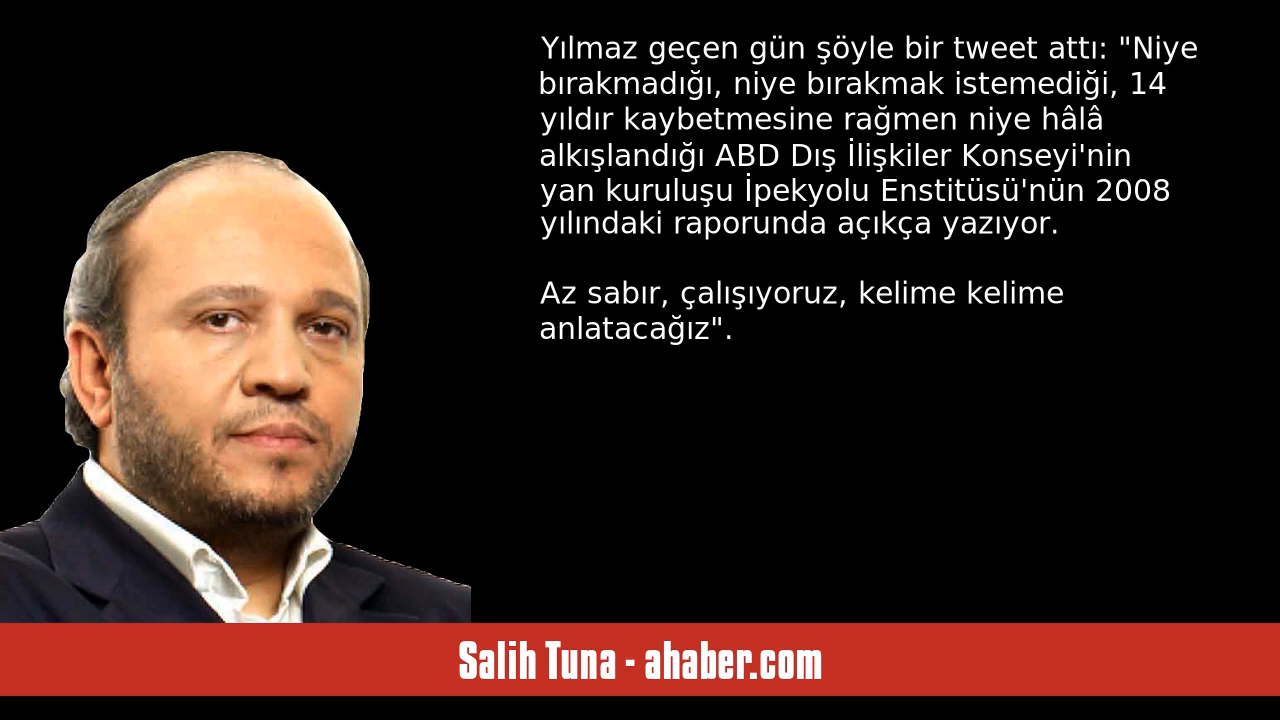 Yılmaz geçen gün şöyle bir tweet attı: "Niye
bırakmadığı, niye bırakmak istemediği, 14
yıldır kaybetmesine rağmen niye hâlâ
alkışlandığı ABD Dış İlişkiler Konseyi'nin
yan kuruluşu İpekyolu Enstitüsü'nün 2008
yılındaki raporunda açıkça yazıyor.
Az sabır, çalışıyoruz, kelime kelime
anlatacağız".
Salih Tuna - ahaber.com